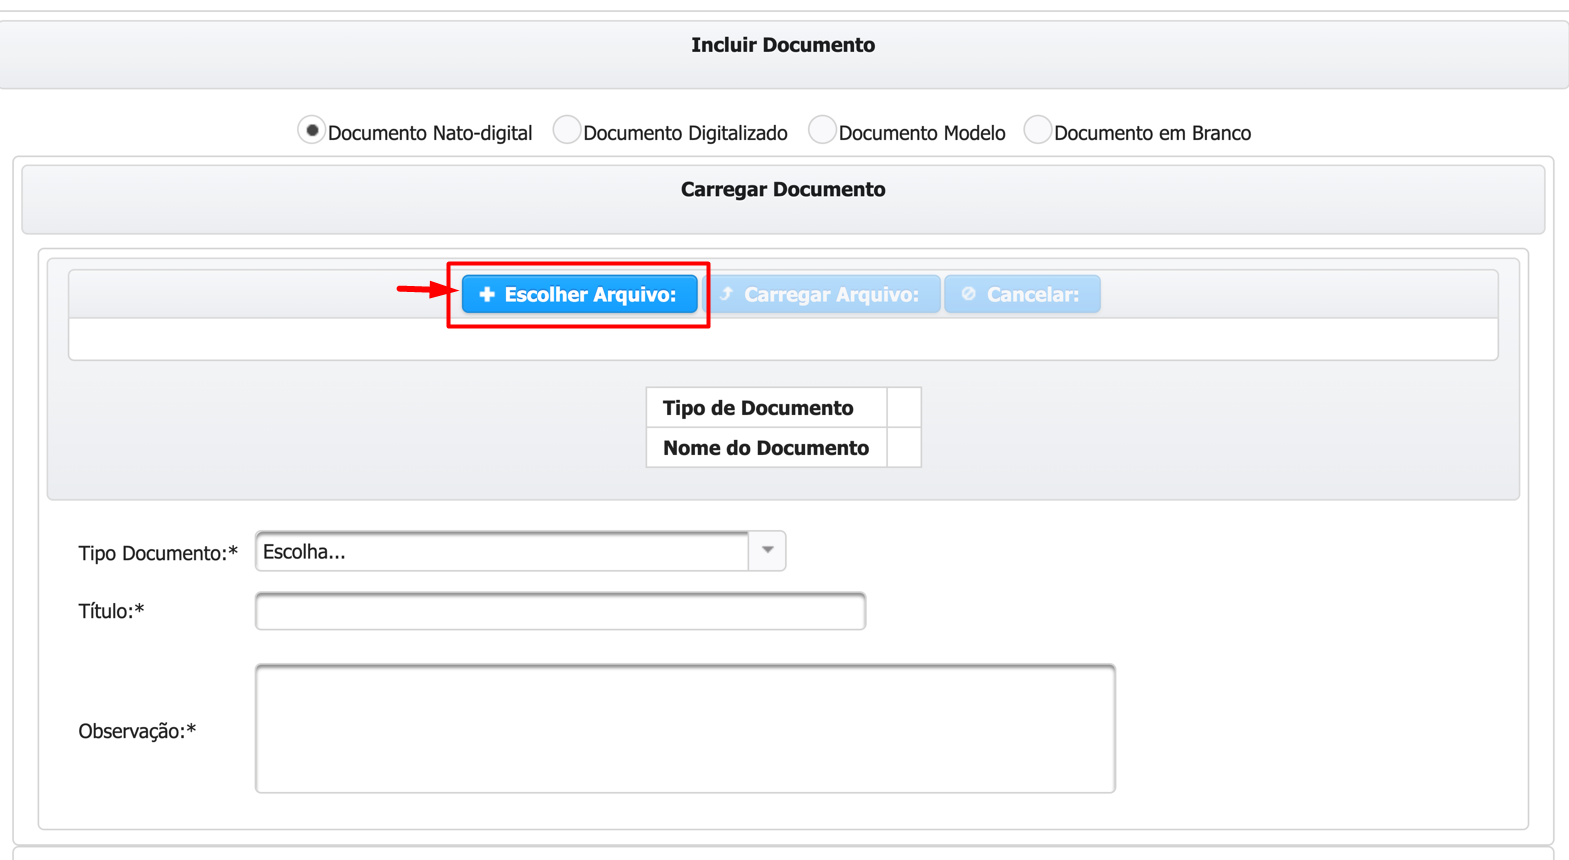 Incluir Documento
Documento Nato-digital Documento Digitalizado Documento Modelo Documento em Branco
Carregar Documento
Escolher Arquivo: Carregar Arquivo: Cancelar:
Tipo de Documento
Nome do Documento
Tipo Documento:* Escolha...
Título:*
Observação:*